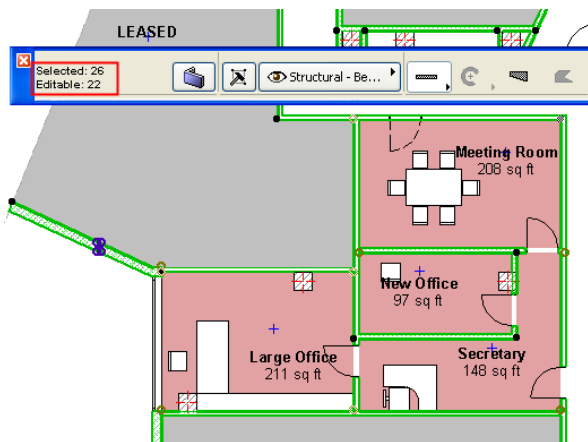 LEASED
Selected: 26
Editable: 22
Structural - Be...
Meeting Room
208 sq ft
New Office
97 sq ft
Large Office
211 sq ft
Secretary
148 sq ft